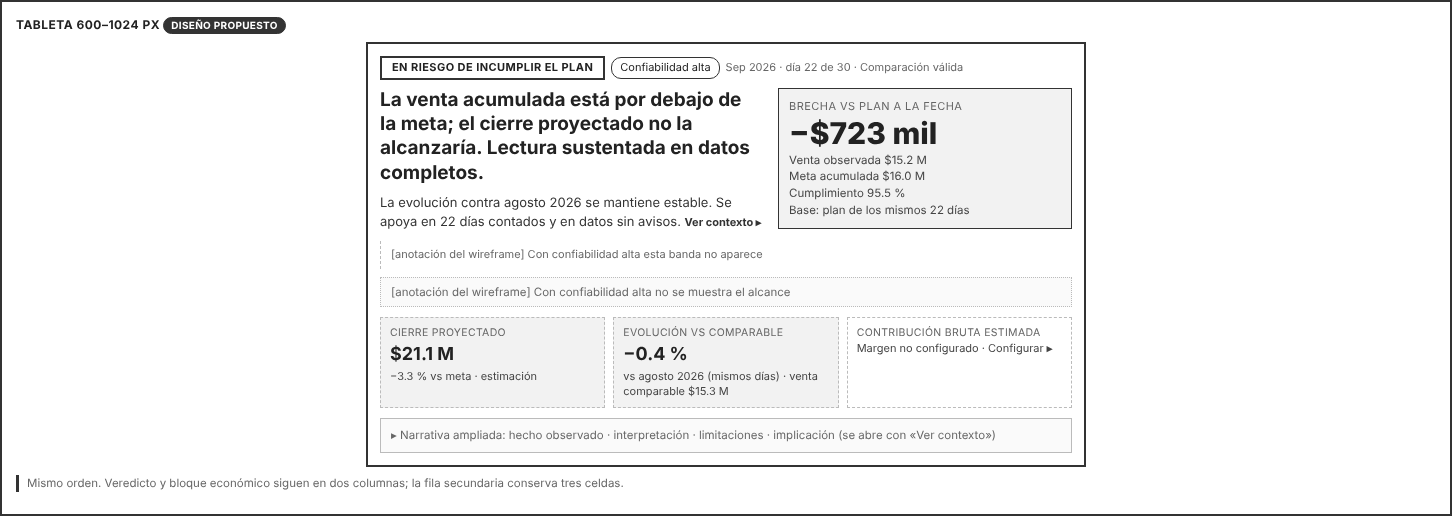 TABLETA 600–1024 PX DISEÑO PROPUESTO
EN RIESGO DE INCUMPLIR EL PLAN Confiabilidad alta Sep 2026 · día 22 de 30 · Comparación válida
La venta acumulada está por debajo de
la meta; el cierre proyectado no la
alcanzaría. Lectura sustentada en datos
completos.
La evolución contra agosto 2026 se mantiene estable. Se
apoya en 22 días contados y en datos sin avisos. Ver contexto ▸
BRECHA VS PLAN A LA FECHA
−$723 mil
Venta observada $15.2 M
Meta acumulada $16.0 M
Cumplimiento 95.5 %
Base: plan de los mismos 22 días
[anotación del wireframe] Con confiabilidad alta esta banda no aparece
[anotación del wireframe] Con confiabilidad alta no se muestra el alcance
CIERRE PROYECTADO
$21.1 M
−3.3 % vs meta · estimación
EVOLUCIÓN VS COMPARABLE
−0.4 %
vs agosto 2026 (mismos días) · venta
comparable $15.3 M
CONTRIBUCIÓN BRUTA ESTIMADA
Margen no configurado · Configurar ▸
▸ Narrativa ampliada: hecho observado · interpretación · limitaciones · implicación (se abre con «Ver contexto»)
Mismo orden. Veredicto y bloque económico siguen en dos columnas; la fila secundaria conserva tres celdas.